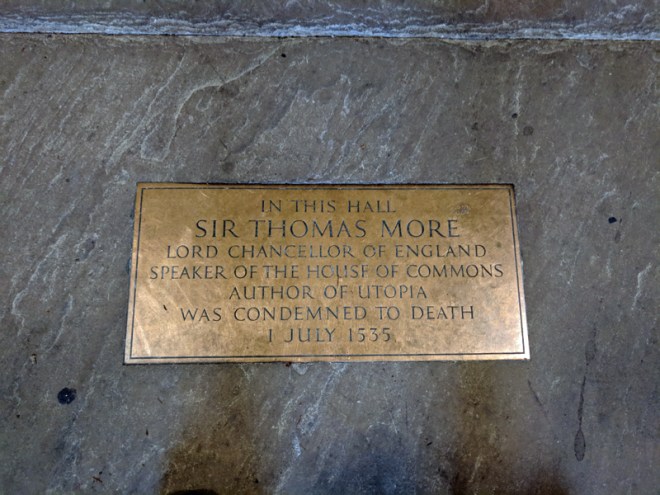 IN THIS HALL
SIR THOMAS MORE
LORD CHANCELLOR OF ENGLAND
SPEAKER OF THE HOUSE OF COMMONS
AUTHOR OF UTOPIA
WAS CONDEMNED TO DEATH
1 JULY 1535